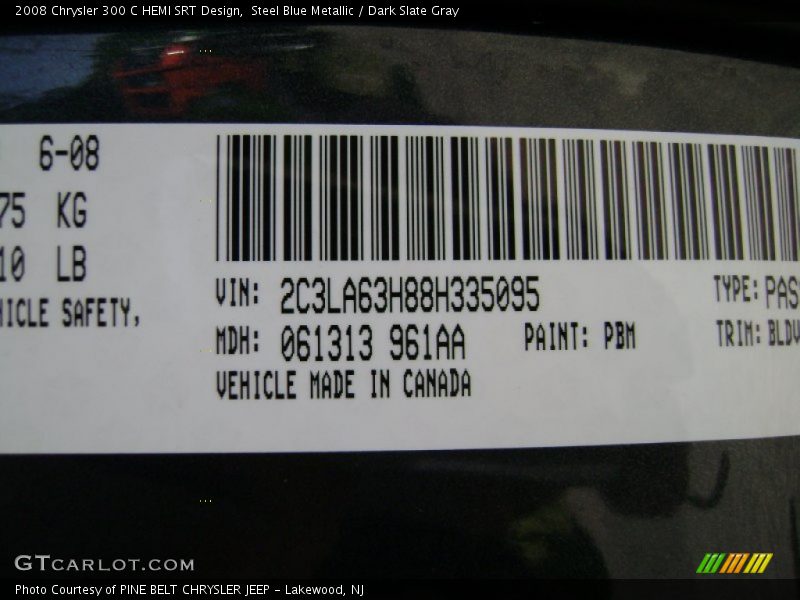 2008 Chrysler 300 C HEMI SRT Design, Steel Blue Metallic / Dark Slate Gray
6-08
75 KG
10 LB
HICLE SAFETY,
VIN: 2C3LA63H88H335095
TYPE: PAS
MDH: 061313 961AA
PAINT: PBM
TRIM: BLDV
VEHICLE MADE IN CANADA
GTCARLOT.COM
Photo Courtesy of PINE BELT CHRYSLER JEEP - Lakewood, NJ